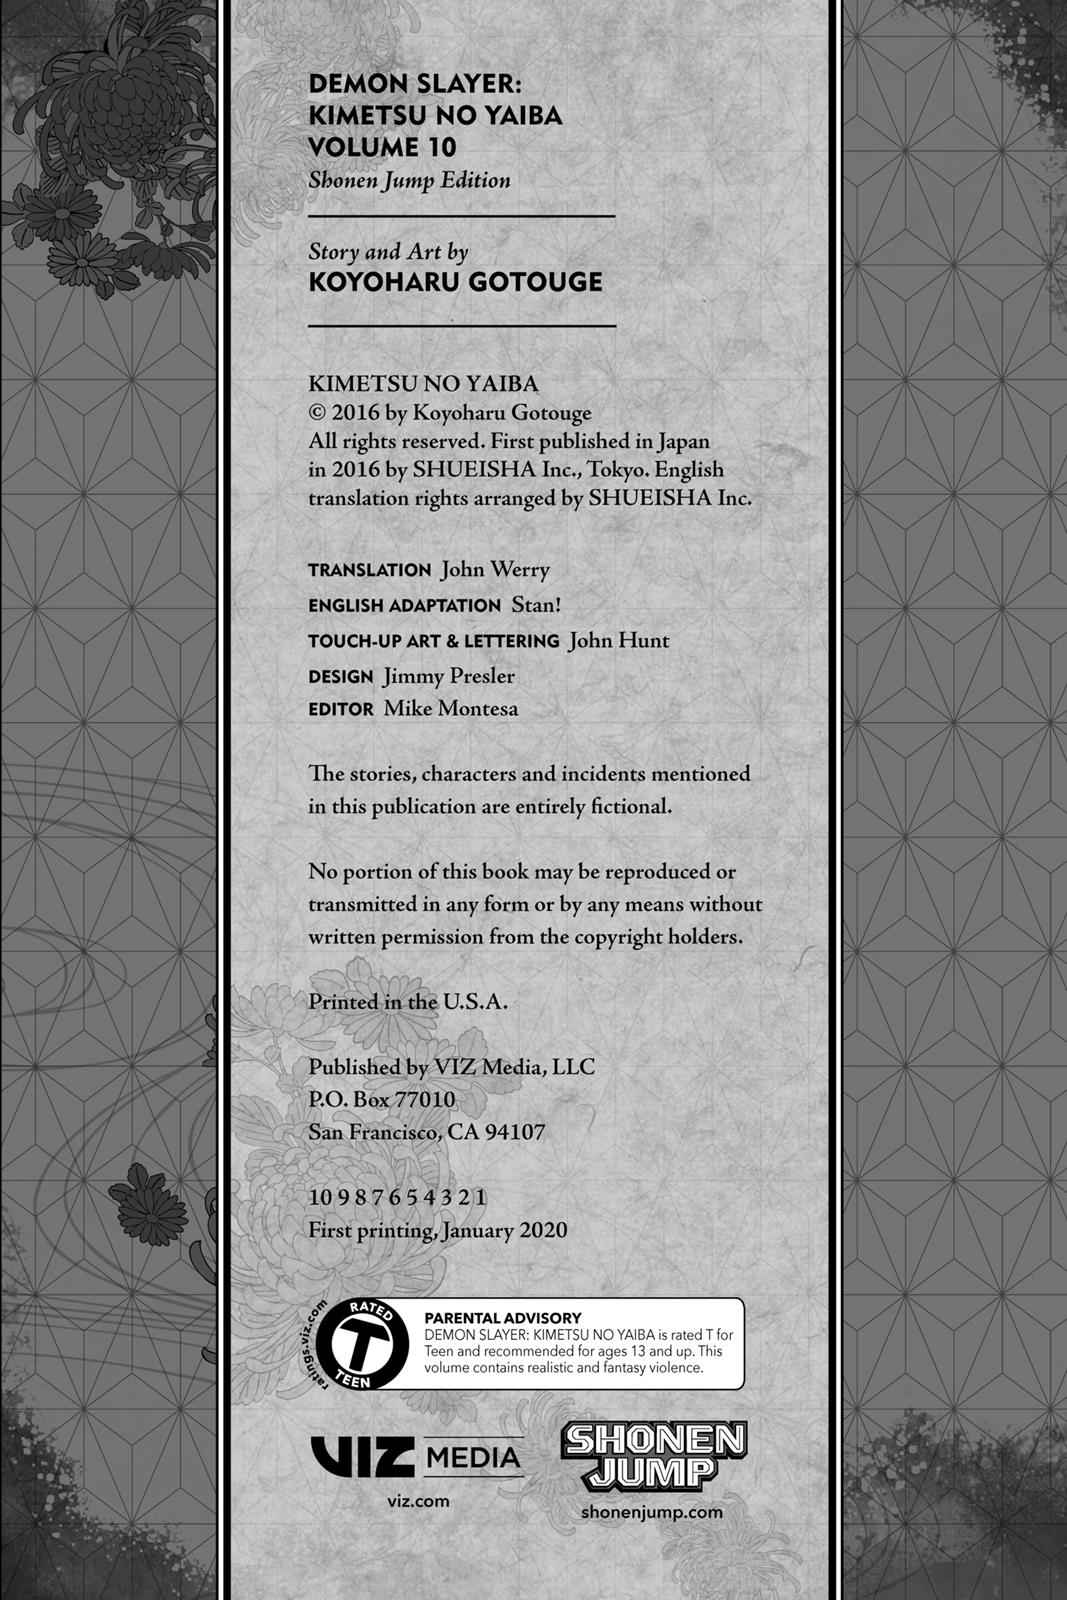 DEMON SLAYER:
KIMETSU NO YAIBA
VOLUME 10
Shonen Jump Edition
Story and Art by
KOYOHARU GOTOUGE
KIMETSU NO YAIBA
© 2016 by Koyoharu Gotouge
All rights reserved. First published in Japan
in 2016 by SHUEISHA Inc., Tokyo. English
translation rights arranged by SHUEISHA Inc.
TRANSLATION John Werry
ENGLISH ADAPTATION Stan!
TOUCH-UP ART & LETTERING John Hunt
DESIGN Jimmy Presler
EDITOR Mike Montesa
The stories, characters and incidents mentioned
in this publication are entirely fictional.
No portion of this book may be reproduced or
transmitted in any form or by any means without
written permission from the copyright holders.
Printed in the U.S.A.
Published by VIZ Media, LLC
P.O. Box 77010
San Francisco, CA 94107
10 9 8 7 6 5 4 3 2 1
First printing, January 2020
ratings.viz.com
RATED
T
TEEN
PARENTAL ADVISORY
DEMON SLAYER: KIMETSU NO YAIBA is rated T for
Teen and recommended for ages 13 and up. This
volume contains realistic and fantasy violence.
VIZ MEDIA
viz.com
SHONEN
JUMP
shonenjump.com